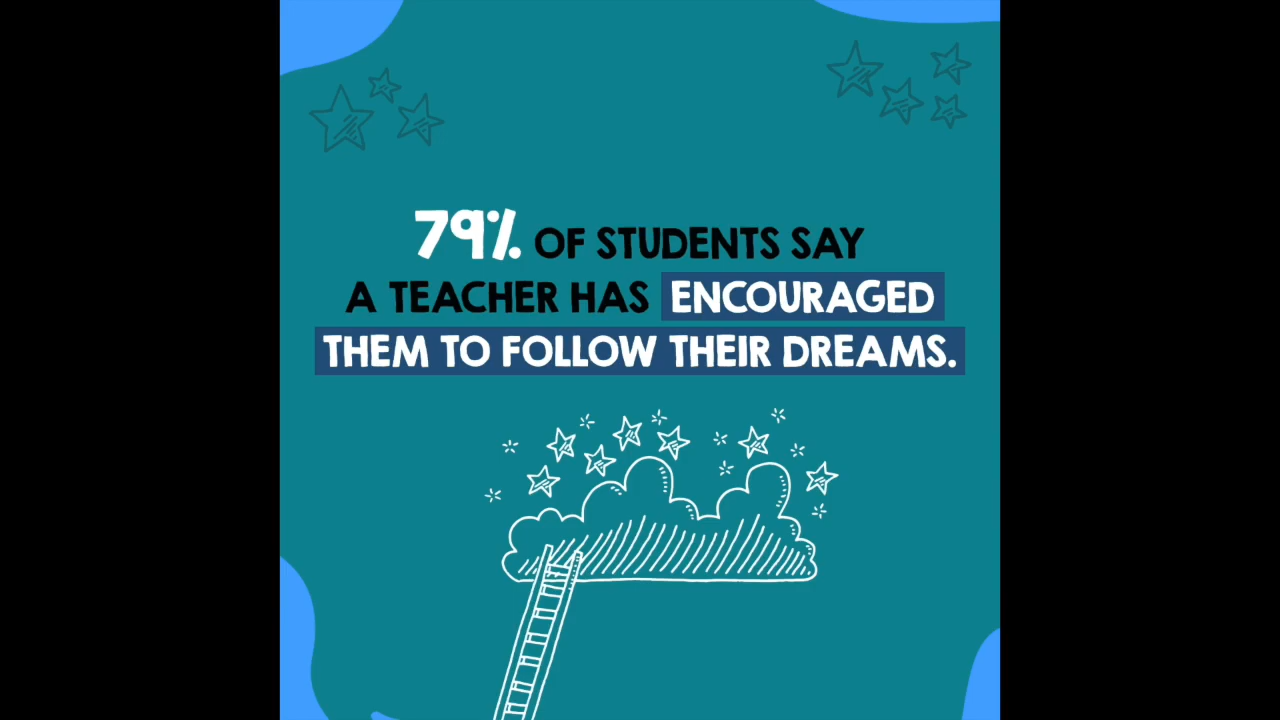 79% OF STUDENTS SAY
A TEACHER HAS ENCOURAGED
THEM TO FOLLOW THEIR DREAMS.